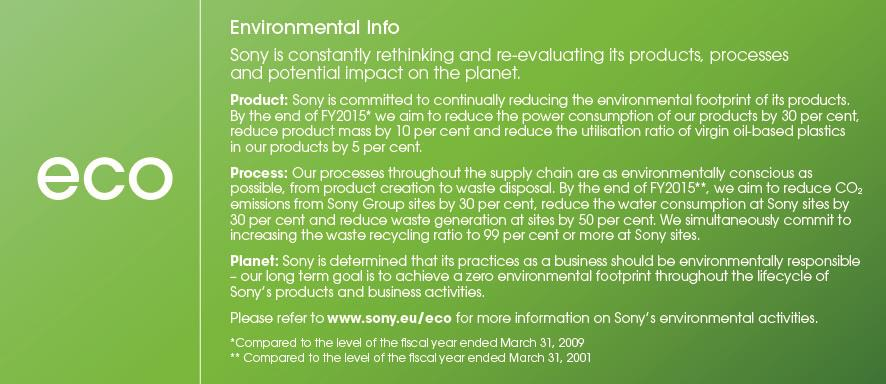 eco
Environmental Info
Sony is constantly rethinking and re-evaluating its products, processes
and potential impact on the planet.
Product: Sony is committed to continually reducing the environmental footprint of its products.
By the end of FY2015* we aim to reduce the power consumption of our products by 30 per cent,
reduce product mass by 10 per cent and reduce the utilisation ratio of virgin oil-based plastics
in our products by 5 per cent.
Process: Our processes throughout the supply chain are as environmentally conscious as
possible, from product creation to waste disposal. By the end of FY2015**, we aim to reduce CO₂
emissions from Sony Group sites by 30 per cent, reduce the water consumption at Sony sites by
30 per cent and reduce waste generation at sites by 50 per cent. We simultaneously commit to
increasing the waste recycling ratio to 99 per cent or more at Sony sites.
Planet: Sony is determined that its practices as a business should be environmentally responsible
– our long term goal is to achieve a zero environmental footprint throughout the lifecycle of
Sony's products and business activities.
Please refer to www.sony.eu/eco for more information on Sony's environmental activities.
*Compared to the level of the fiscal year ended March 31, 2009
** Compared to the level of the fiscal year ended March 31, 2001